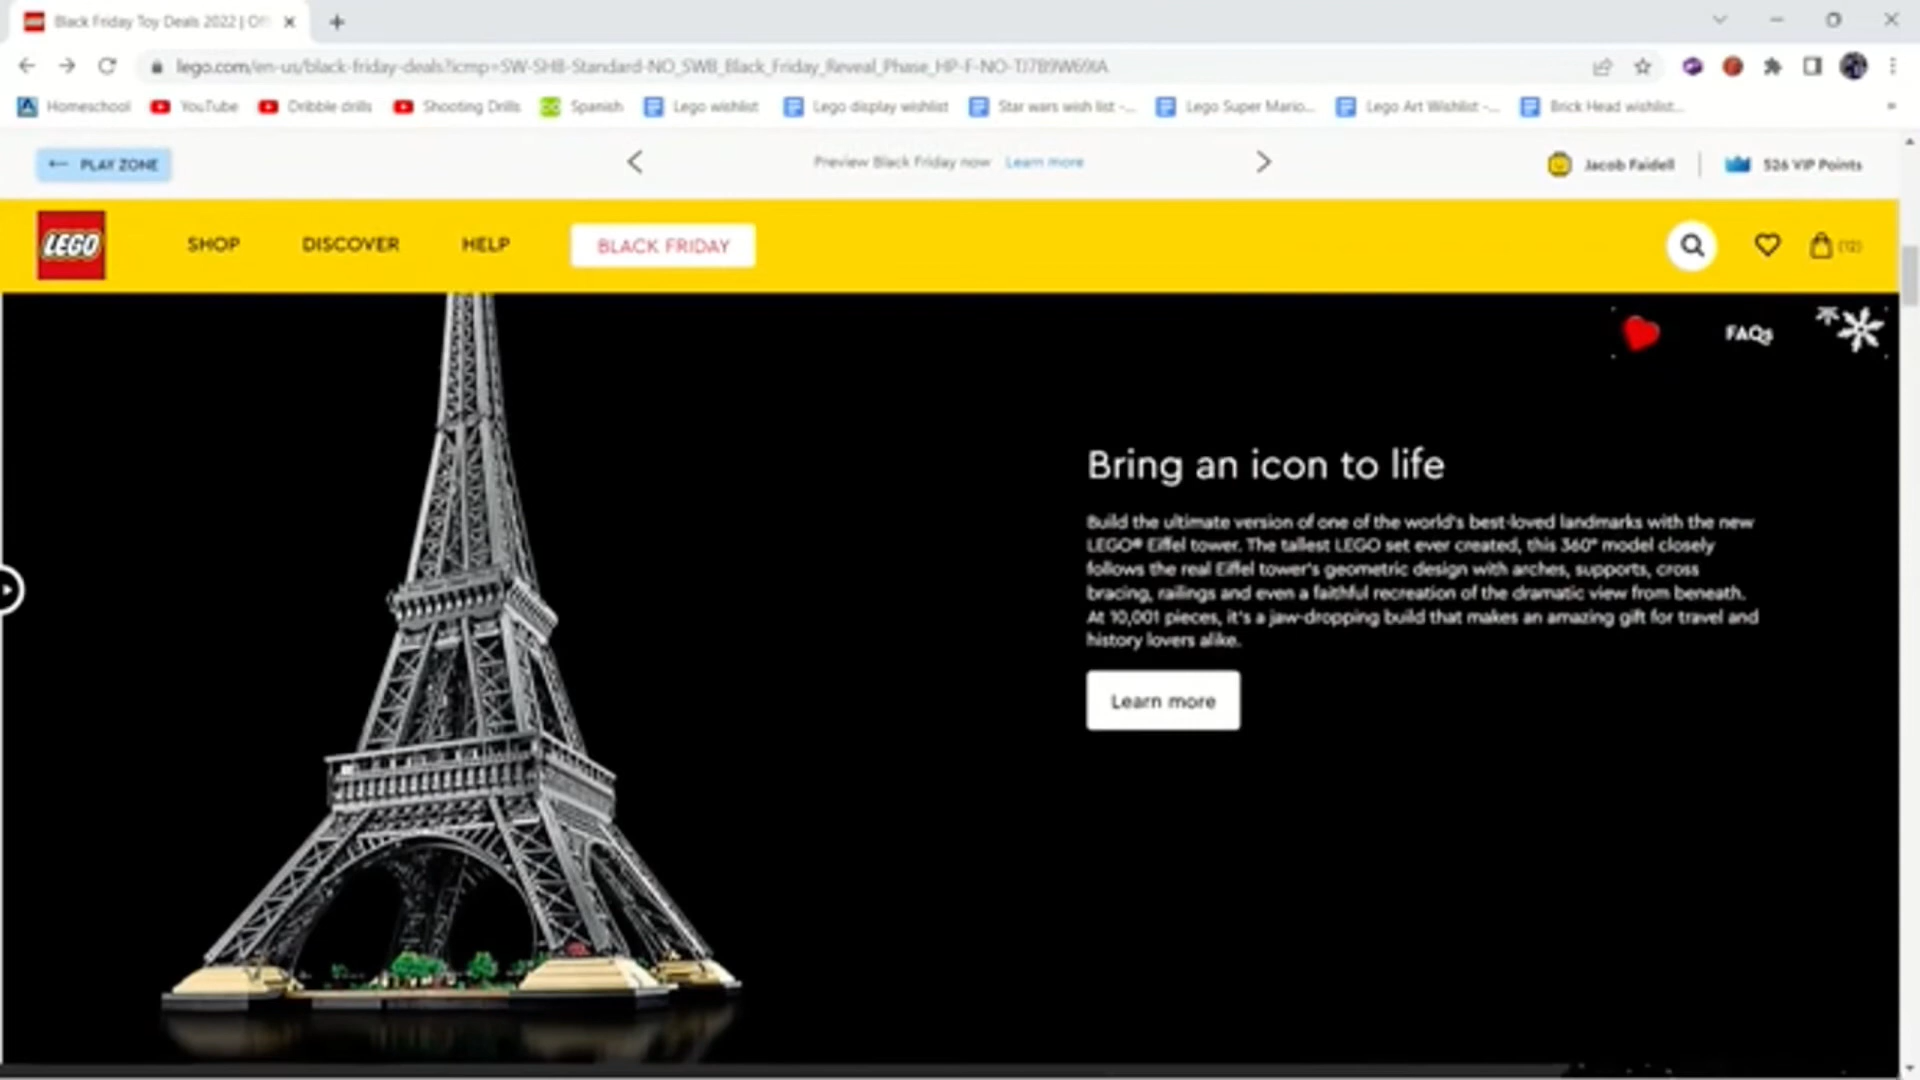 Black Friday Toy Deals 2022 | Of
lego.com/en-us/black-friday-deals?icmp=SW-SHB-Standard-NO_SWB_Black_Friday_Reveal_Phase_HP-F-NO-TJ7B9W69IA
Homeschool YouTube Dribble drills Shooting Drills Spanish Lego wishlist Lego display wishlist Star wars wish list -... Lego Super Mario... Lego Art Wishlist -... Brick Head wishlist...
PLAY ZONE Preview Black Friday now Learn more Jacob Faidell 526 VIP Points
LEGO SHOP DISCOVER HELP BLACK FRIDAY (12)
FAQs
Bring an icon to life
Build the ultimate version of one of the world's best-loved landmarks with the new
LEGO® Eiffel tower. The tallest LEGO set ever created, this 360° model closely
follows the real Eiffel tower's geometric design with arches, supports, cross
bracing, railings and even a faithful recreation of the dramatic view from beneath.
At 10,001 pieces, it's a jaw-dropping build that makes an amazing gift for travel and
history lovers alike.
Learn more